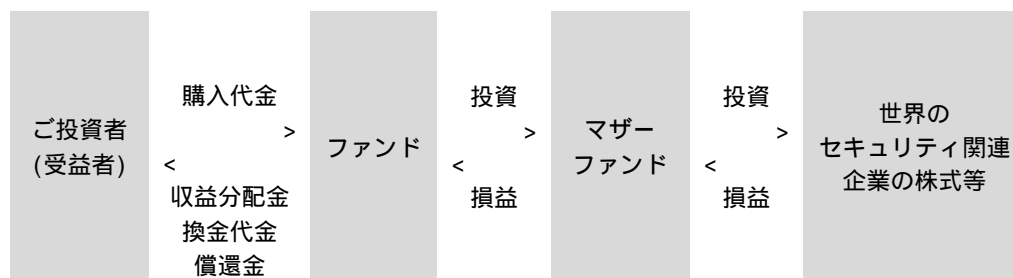 ご投資者
(受益者)
購入代金
>
<
収益分配金
換金代金
償還金
ファンド
投資
>
<
損益
マザー
ファンド
投資
>
<
損益
世界の
セキュリティ関連
企業の株式等